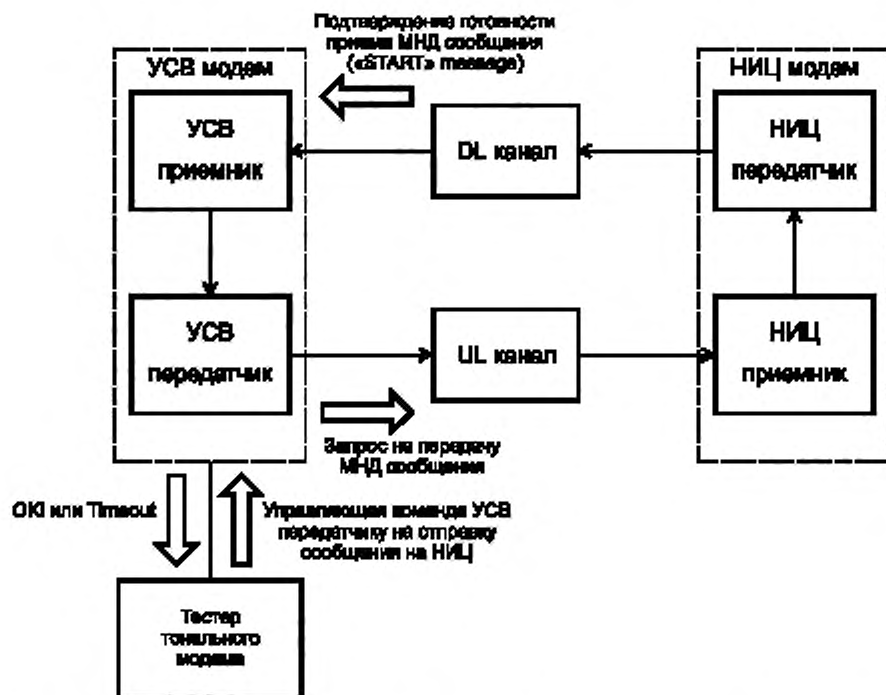 Подтверждение готовности
приема МНД сообщения
(«START» message)
УСВ модем
НИЦ модем
УСВ
приемник
DL канал
НИЦ
передатчик
УСВ
передатчик
UL канал
НИЦ
приемник
Запрос на передачу
МНД сообщения
OKI или Timeout
Управляющая команда УСВ
передатчику на отправку
сообщения на НИЦ
Тестер
тонального
модема